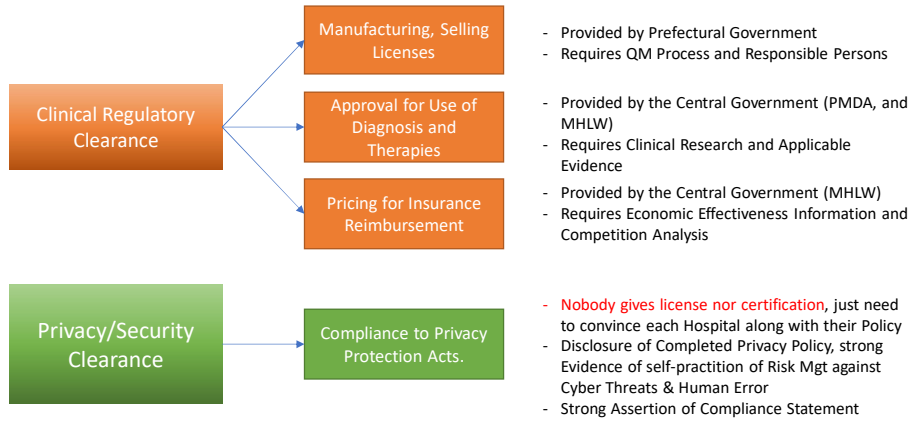 Manufacturing, Selling
Licenses
- Provided by Prefectural Government
- Requires QM Process and Responsible Persons
Clinical Regulatory
Clearance
Approval for Use of
Diagnosis and
Therapies
- Provided by the Central Government (PMDA, and
MHLW)
- Requires Clinical Research and Applicable
Evidence
Pricing for Insurance
Reimbursement
- Provided by the Central Government (MHLW)
- Requires Economic Effectiveness Information and
Competition Analysis
Privacy/Security
Clearance
Compliance to Privacy
Protection Acts.
- Nobody gives license nor certification, just need
to convince each Hospital along with their Policy
- Disclosure of Completed Privacy Policy, strong
Evidence of self-practition of Risk Mgt against
Cyber Threats & Human Error
- Strong Assertion of Compliance Statement